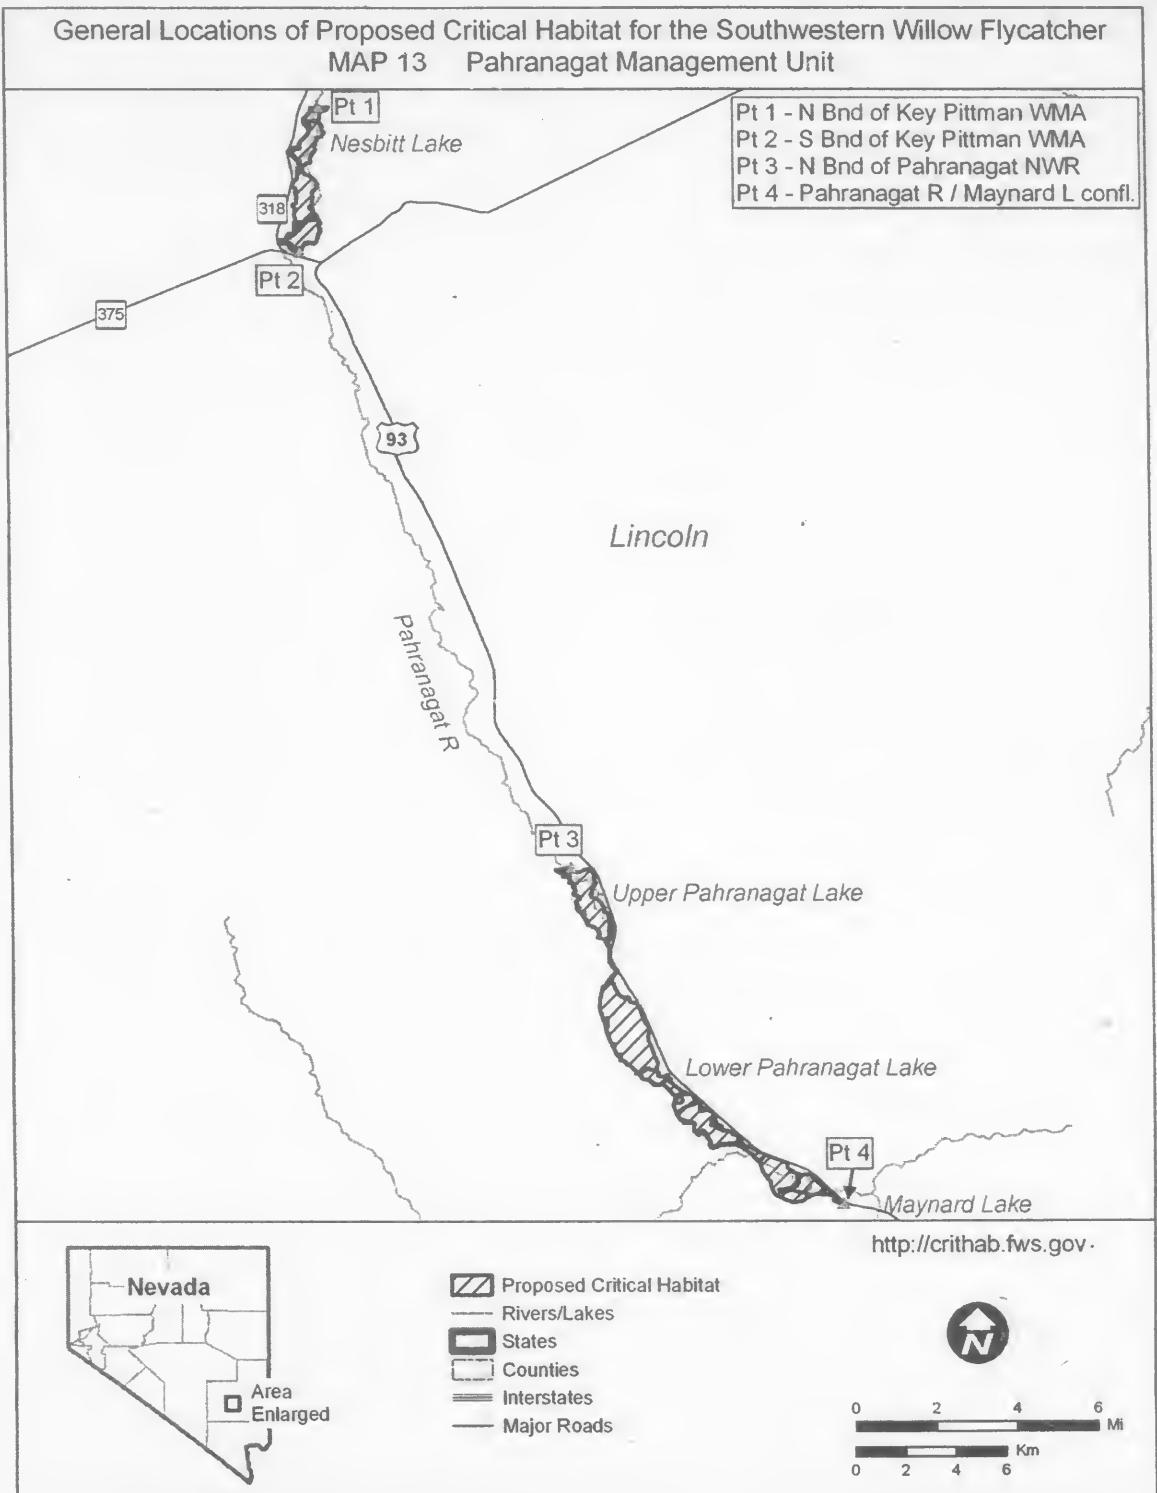 General Locations of Proposed Critical Habitat for the Southwestern Willow Flycatcher
MAP 13 Pahranagat Management Unit
Pt 1
Nesbitt Lake
Pt 1 - N Bnd of Key Pittman WMA
Pt 2 - S Bnd of Key Pittman WMA
Pt 3 - N Bnd of Pahranagat NWR
Pt 4 - Pahranagat R / Maynard L confl.
318
Pt 2
375
93
Lincoln
Pahranagat R
Pt 3
Upper Pahranagat Lake
Lower Pahranagat Lake
Pt 4
Maynard Lake
http://crithab.fws.gov
Nevada
Area
Enlarged
Proposed Critical Habitat
Rivers/Lakes
States
Counties
Interstates
Major Roads
N
0 2 4 6
Mi
Km
0 2 4 6